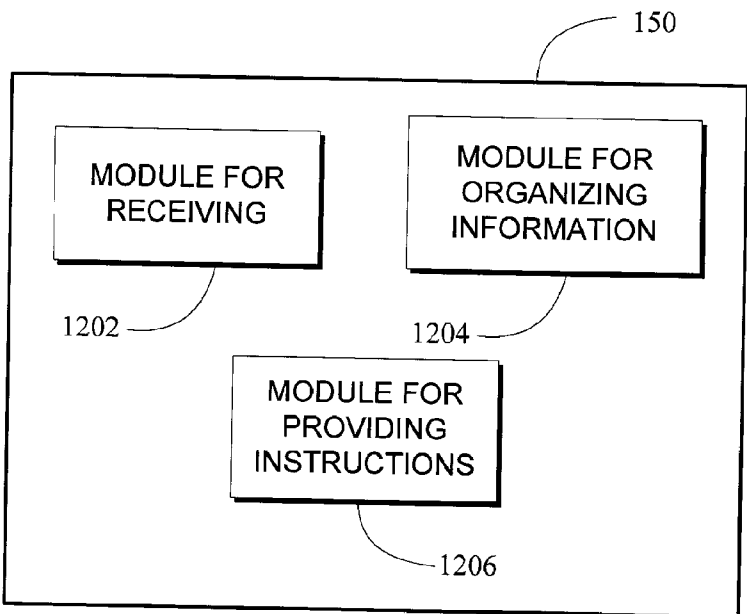 150
MODULE FOR
RECEIVING
MODULE FOR
ORGANIZING
INFORMATION
1202
1204
MODULE FOR
PROVIDING
INSTRUCTIONS
1206